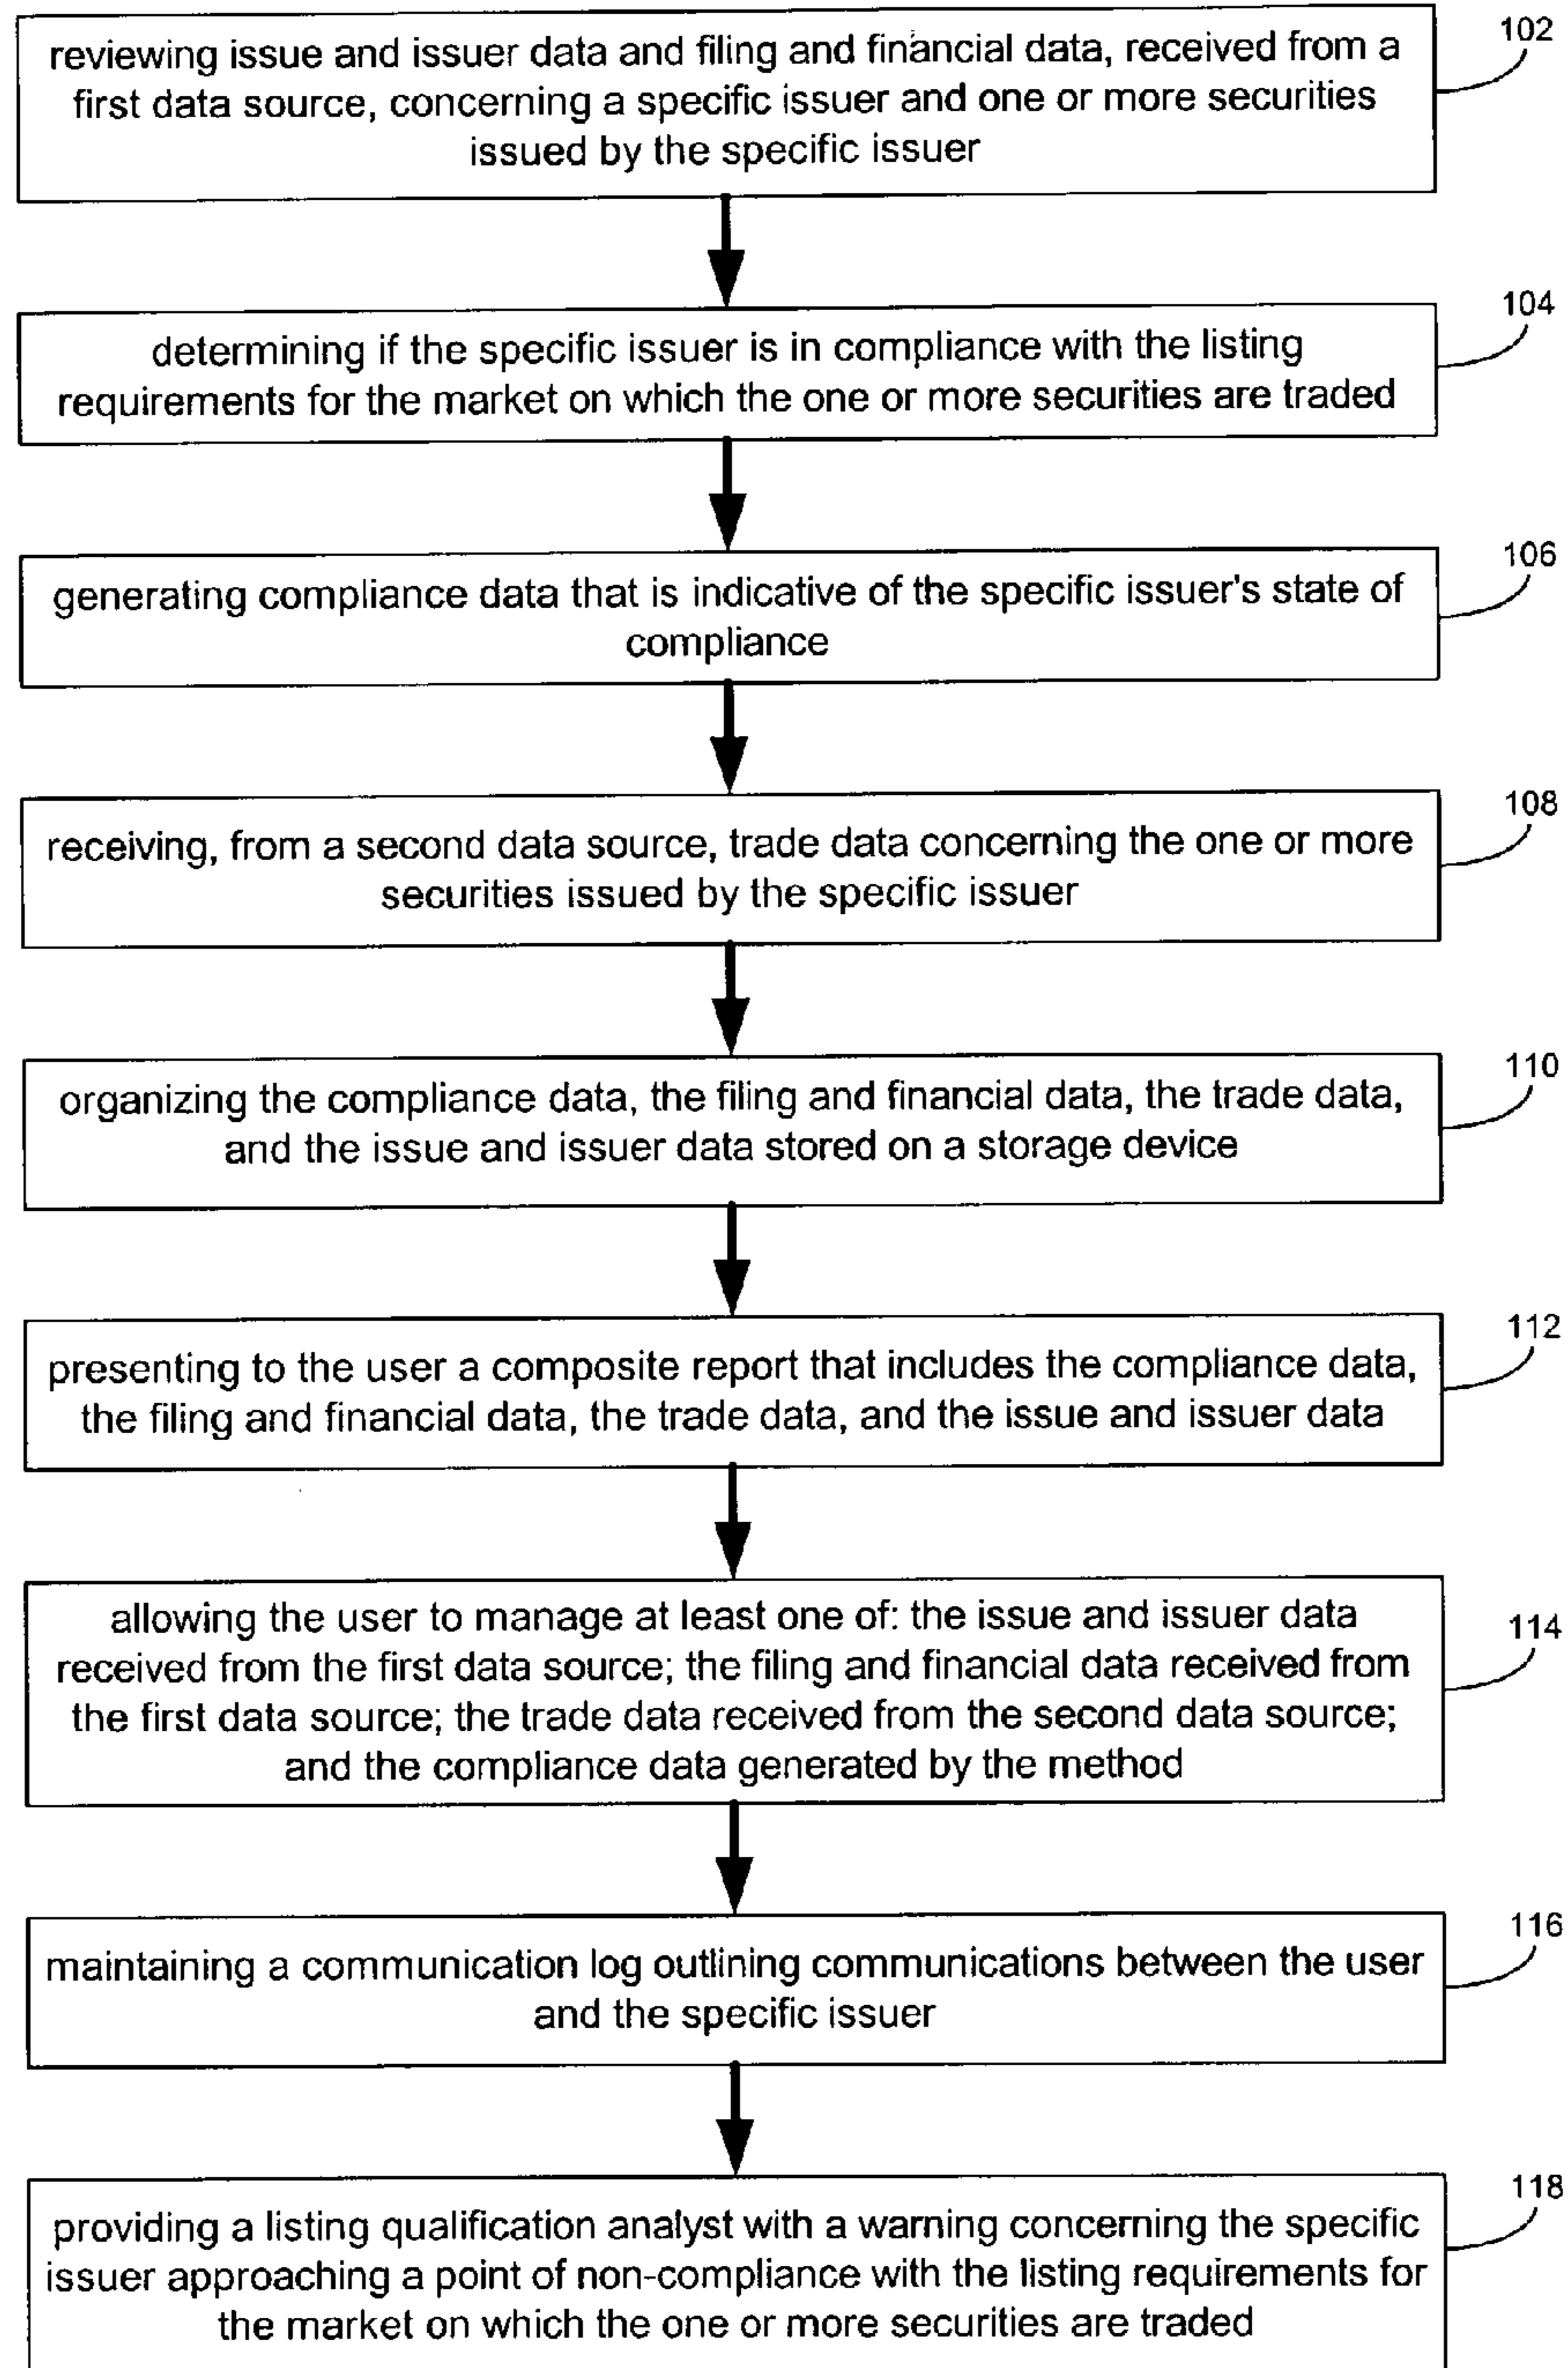 reviewing issue and issuer data and filing and financial data, received from a
first data source, concerning a specific issuer and one or more securities
issued by the specific issuer
102
determining if the specific issuer is in compliance with the listing
requirements for the market on which the one or more securities are traded
104
generating compliance data that is indicative of the specific issuer's state of
compliance
106
receiving, from a second data source, trade data concerning the one or more
securities issued by the specific issuer
108
organizing the compliance data, the filing and financial data, the trade data,
and the issue and issuer data stored on a storage device
110
presenting to the user a composite report that includes the compliance data,
the filing and financial data, the trade data, and the issue and issuer data
112
allowing the user to manage at least one of: the issue and issuer data
received from the first data source; the filing and financial data received from
the first data source; the trade data received from the second data source;
and the compliance data generated by the method
114
maintaining a communication log outlining communications between the user
and the specific issuer
116
providing a listing qualification analyst with a warning concerning the specific
issuer approaching a point of non-compliance with the listing requirements for
the market on which the one or more securities are traded
118